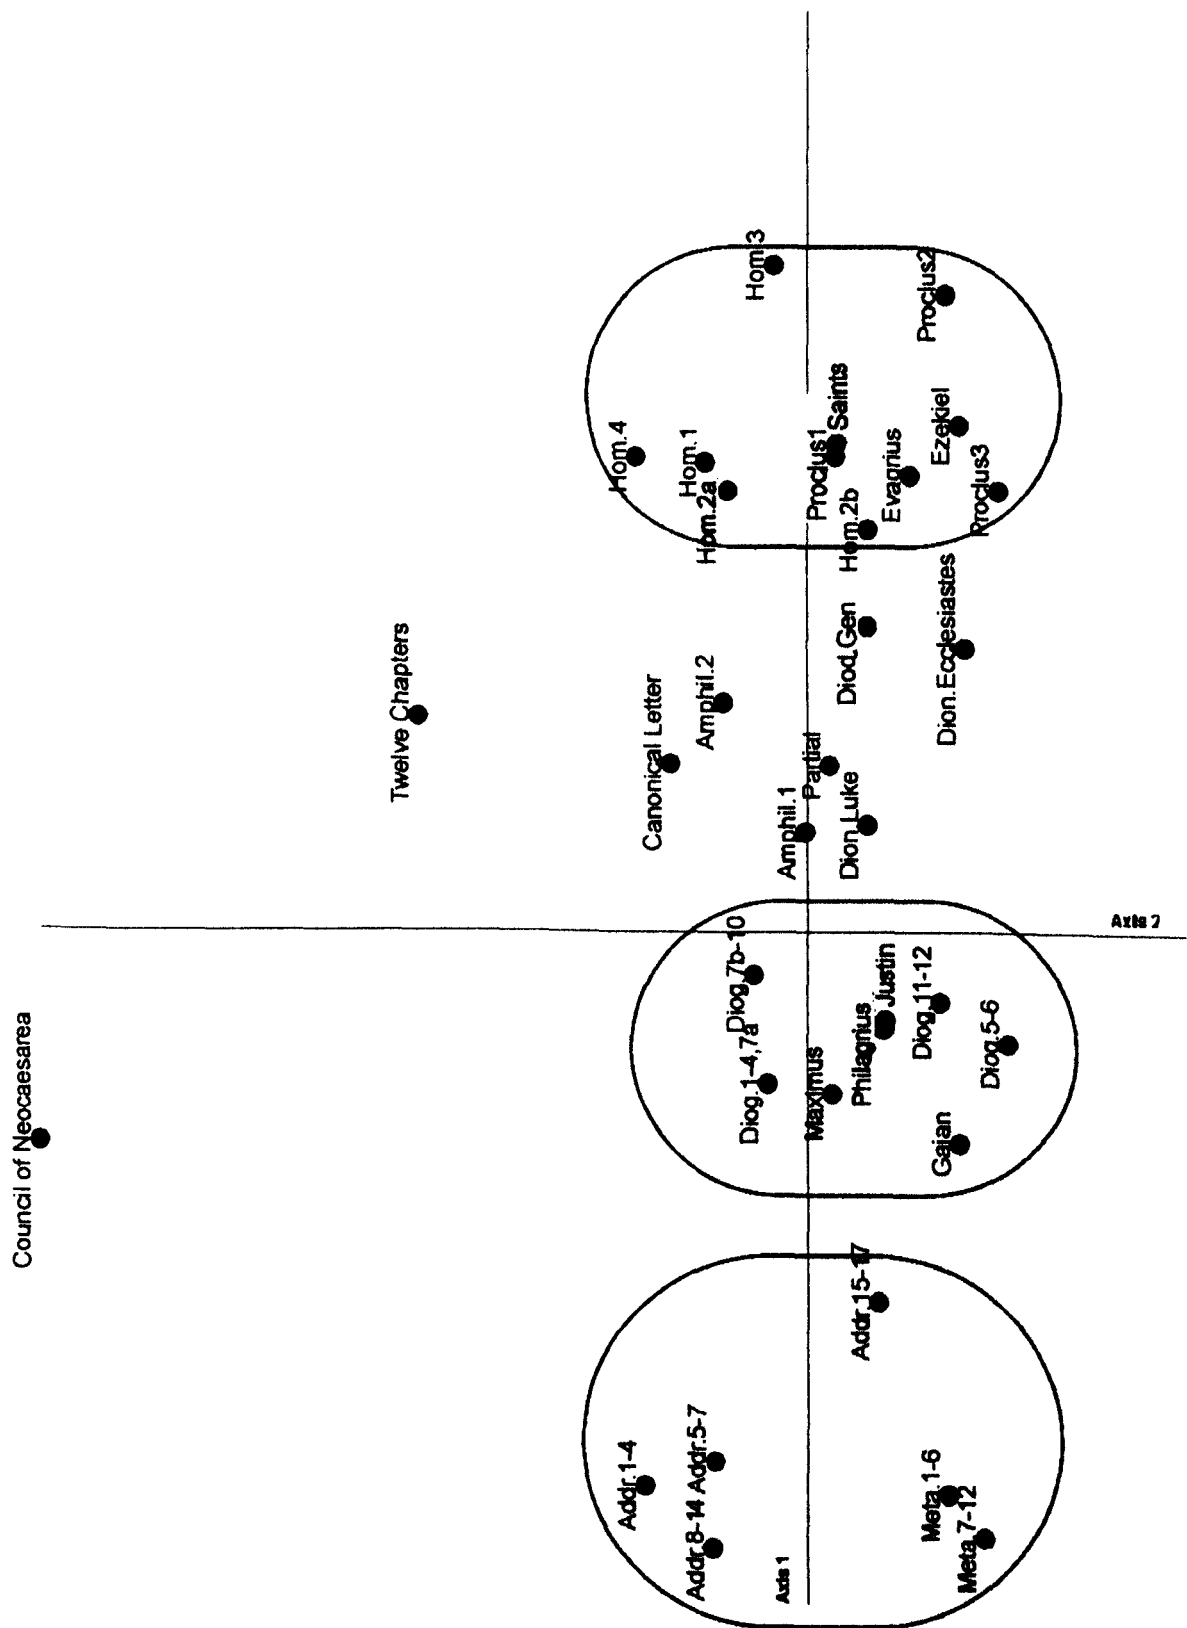 Council of Neocaesarea
Twelve Chapters
Hom.4
Canonical Letter
Addr.1-4
Hom.1
Addr.5-7
Addr.8-14
Amphil.2
Hom.2a
Diog.7b-10
Diog.1-4,7a
Hom.3
Axis 1
Amphil.1
Partial
Maximus
Proclus1
Saints
Hom.2b
Diod.Gen
Dion.Luke
Philagrius
Justin
Addr.15-17
Evagrius
Diog.11-12
Proclus2
Ezekiel
Dion.Ecclesiastes
Gaian
Meta.1-6
Proclus3
Meta.7-12
Diog.5-6
Axis 2